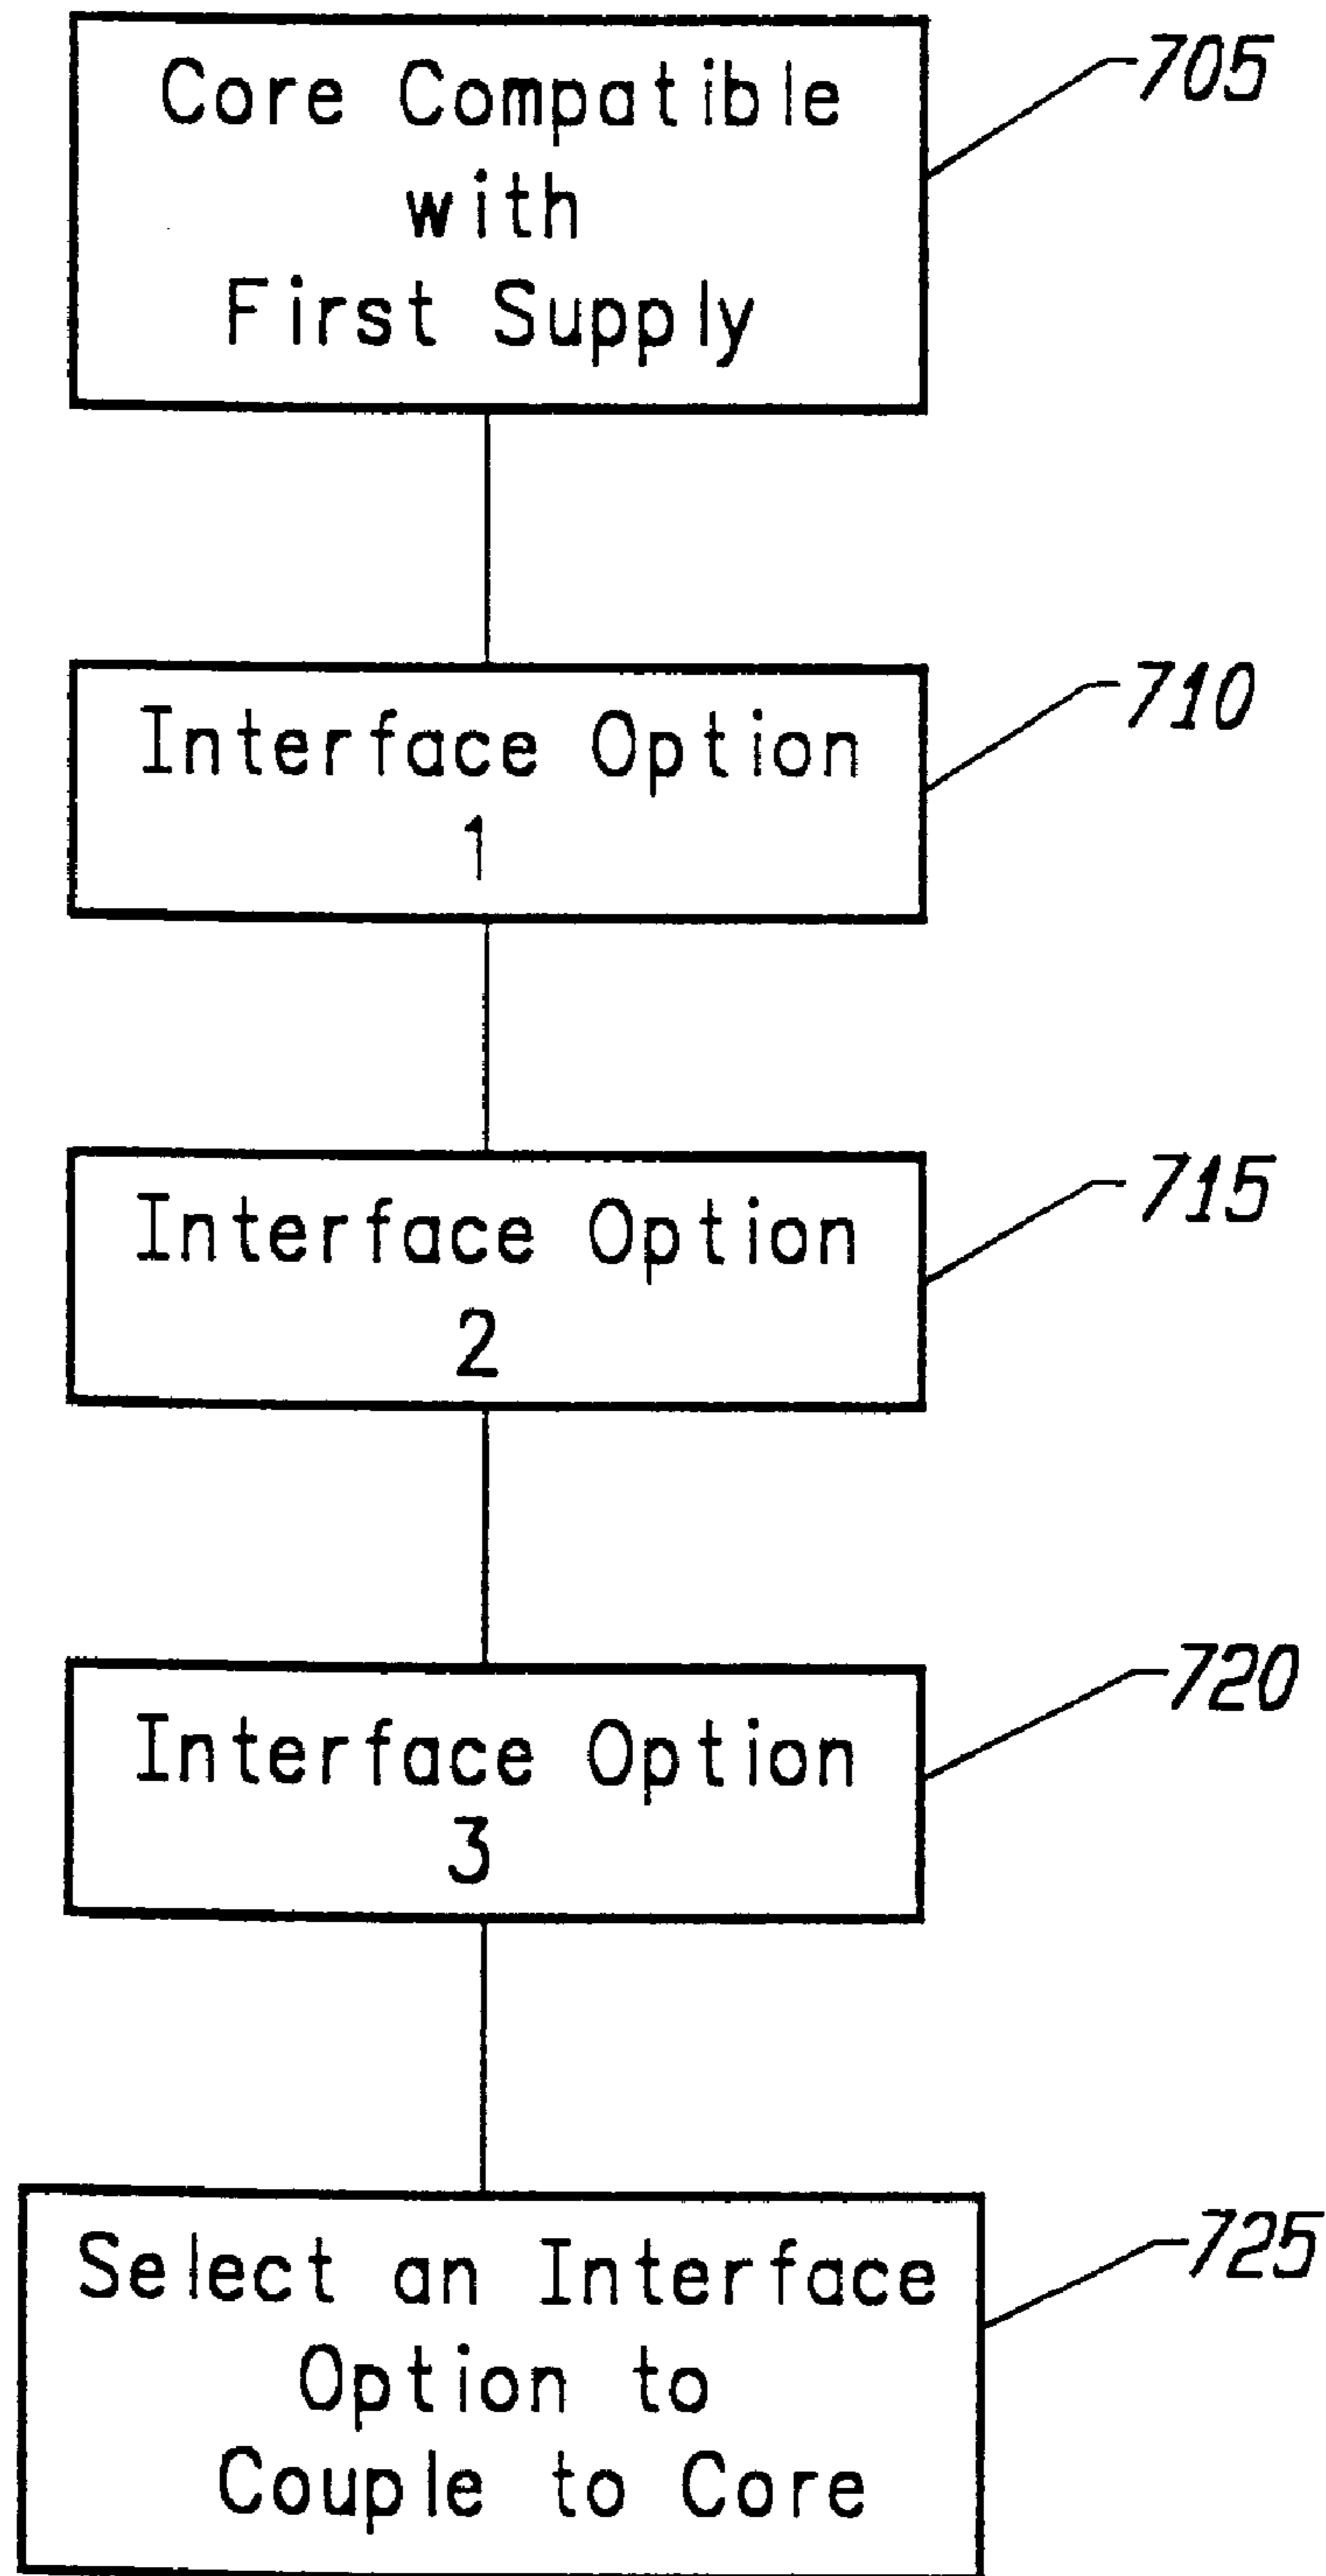 Core Compatible
with
First Supply
705
Interface Option
1
710
Interface Option
2
715
Interface Option
3
720
Select an Interface
Option to
Couple to Core
725